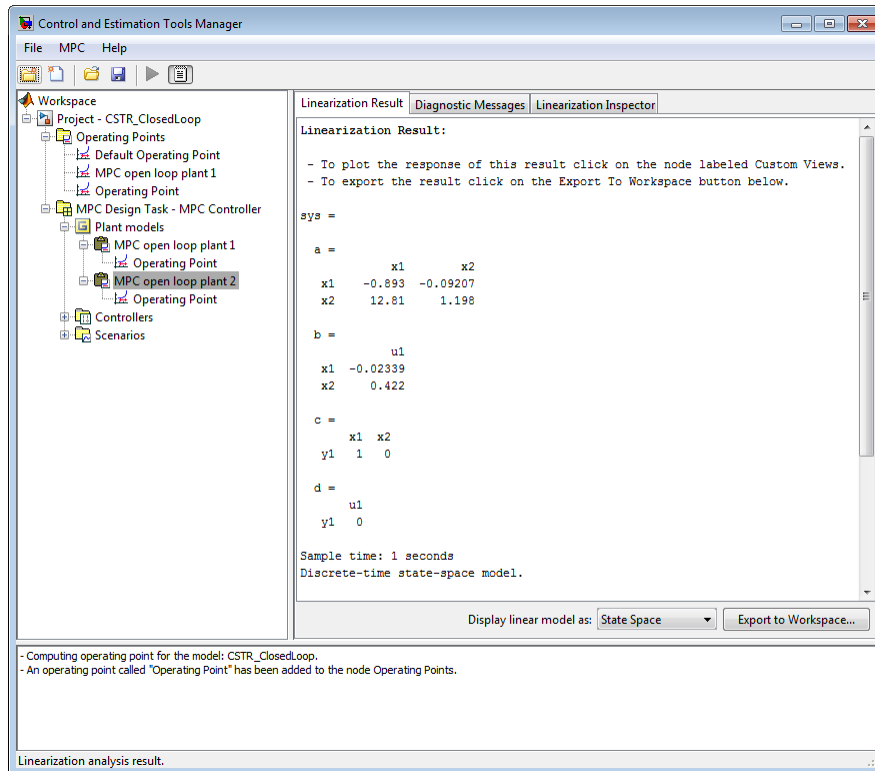 Control and Estimation Tools Manager
File MPC Help
Workspace
Project - CSTR_ClosedLoop
Operating Points
Default Operating Point
MPC open loop plant 1
Operating Point
MPC Design Task - MPC Controller
Plant models
MPC open loop plant 1
Operating Point
MPC open loop plant 2
Operating Point
Controllers
Scenarios
Linearization Result Diagnostic Messages Linearization Inspector
Linearization Result:
- To plot the response of this result click on the node labeled Custom Views.
- To export the result click on the Export To Workspace button below.
sys =
a =
x1 x2
x1 -0.893 -0.09207
x2 12.81 1.198
b =
u1
x1 -0.02339
x2 0.422
c =
x1 x2
y1 1 0
d =
u1
y1 0
Sample time: 1 seconds
Discrete-time state-space model.
Display linear model as: State Space Export to Workspace...
- Computing operating point for the model: CSTR_ClosedLoop.
- An operating point called "Operating Point" has been added to the node Operating Points.
Linearization analysis result.